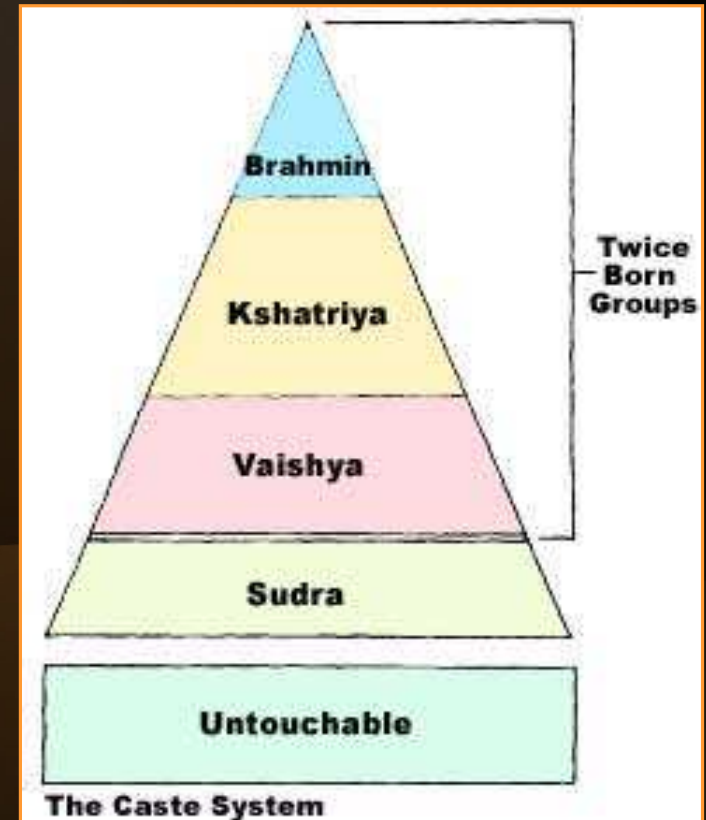 Brahmin
Kshatriya
Vaishya
Sudra
Untouchable
Twice
Born
Groups
The Caste System